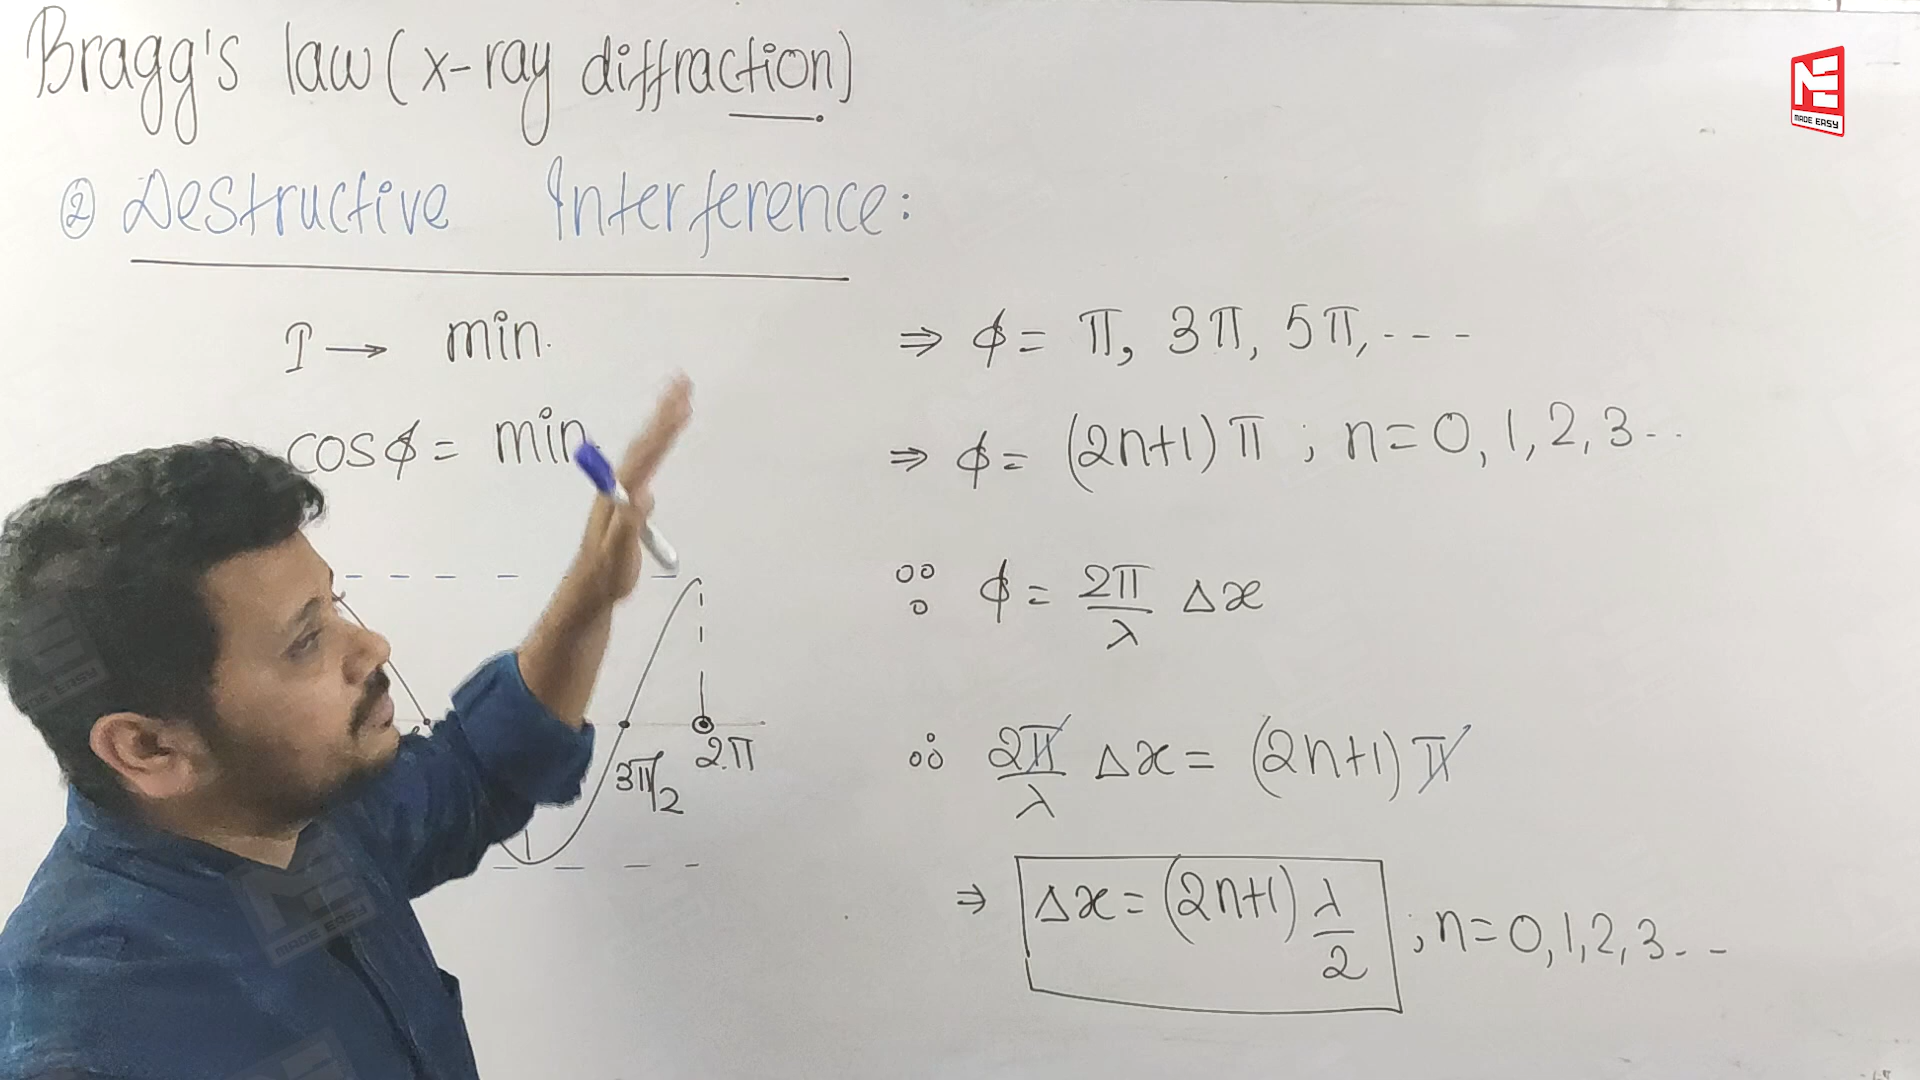 Bragg's law (x-ray diffraction)
② Destructive Interference:
I → min.
cosφ = min.
3π/2
2π
⇒ φ = π, 3π, 5π, ---
⇒ φ = (2n+1)π ; n=0,1,2,3--
∵ φ = 2π/λ Δx
∴ 2π/λ Δx = (2n+1)π
⇒ Δx = (2n+1) λ/2 ; n=0,1,2,3--
MADE EASY